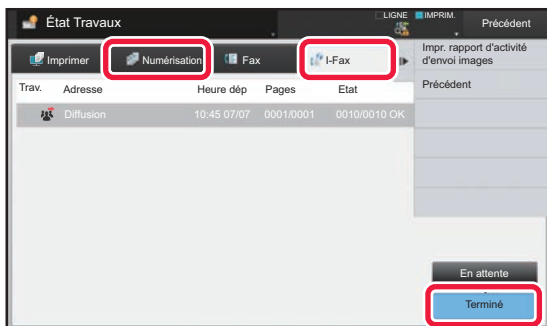 État Travaux
LIGNE IMPRIM.
Précédent
Imprimer Numérisation Fax I-Fax
Impr. rapport d'activité
d'envoi images
Précédent
Trav. Adresse Heure dép Pages Etat
Diffusion 10:45 07/07 0001/0001 0010/0010 OK
En attente
Terminé